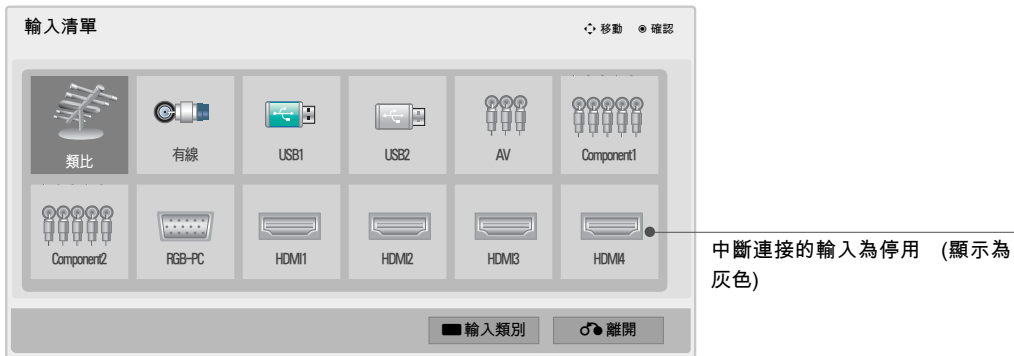 輸入清單
移動 確認
類比 有線 USB1 USB2 AV Component1
Component2 RGB-PC HDMI1 HDMI2 HDMI3 HDMI4
中斷連接的輸入為停用 (顯示為
灰色)
輸入類別 離開